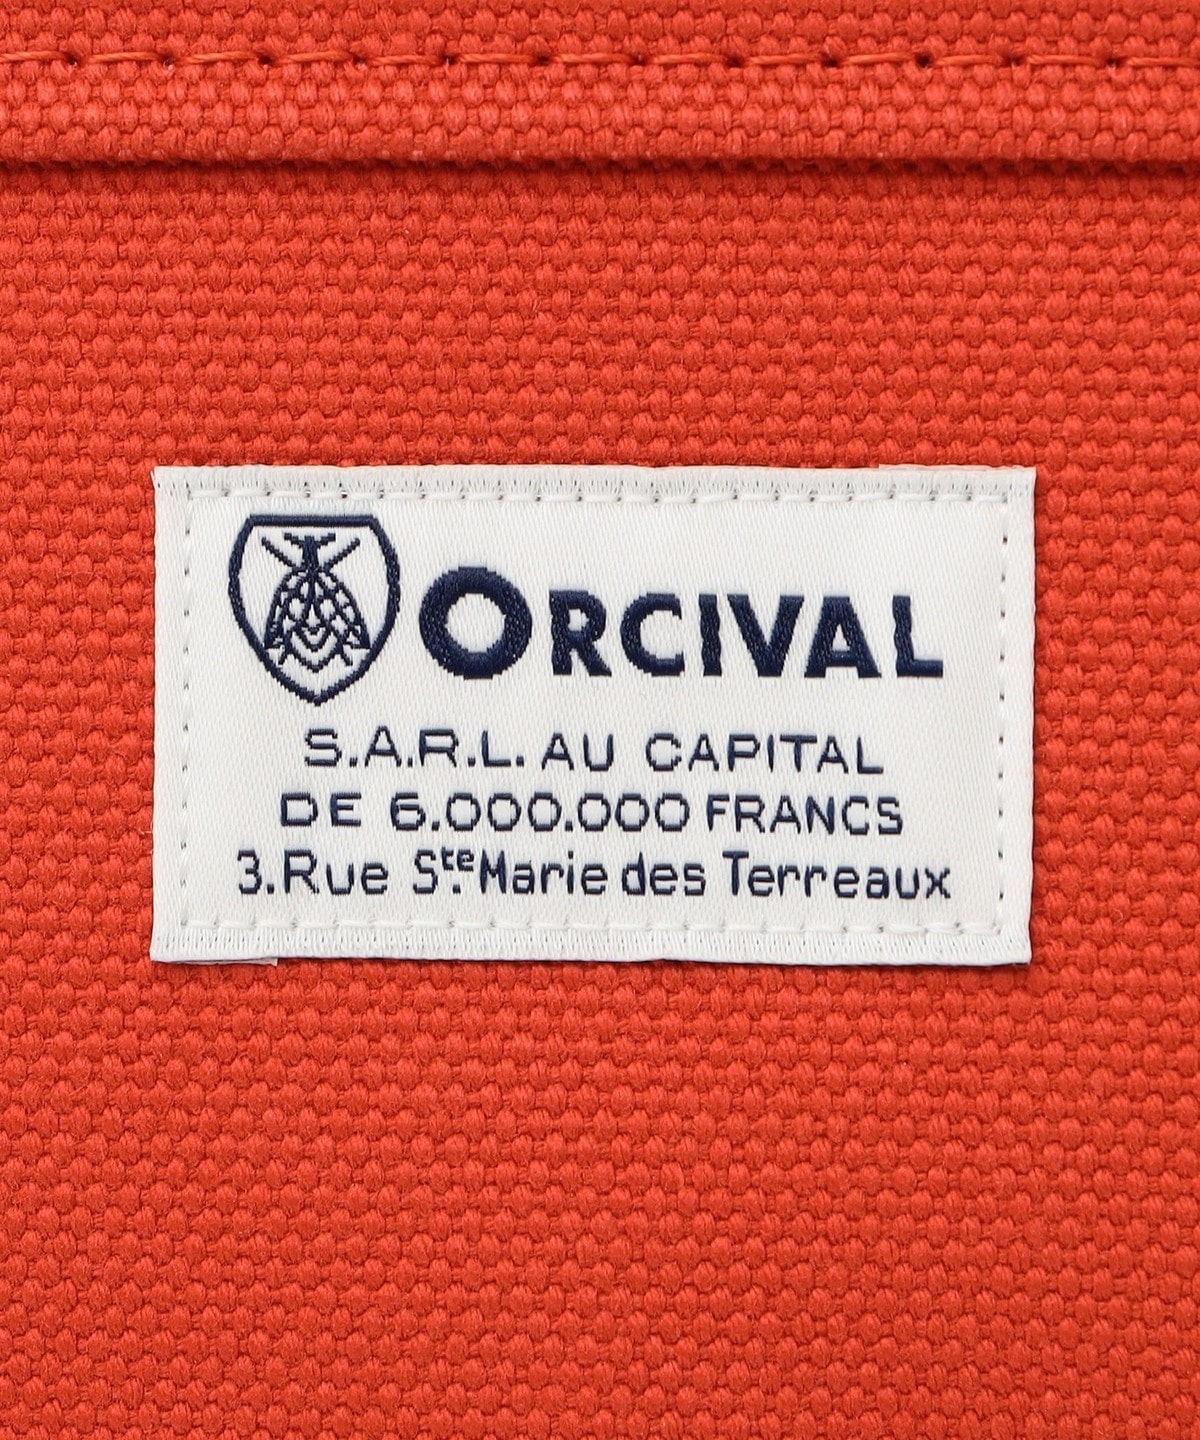 ORCIVAL
S.A.R.L. AU CAPITAL
DE 6.000.000 FRANCS
3.Rue Ste. Marie des Terreaux